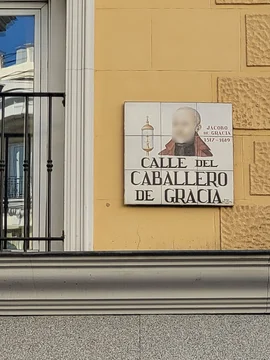 JACOBO
DE GRACIA
1517 - 1619
CALLE DEL
CABALLERO
DE GRACIA